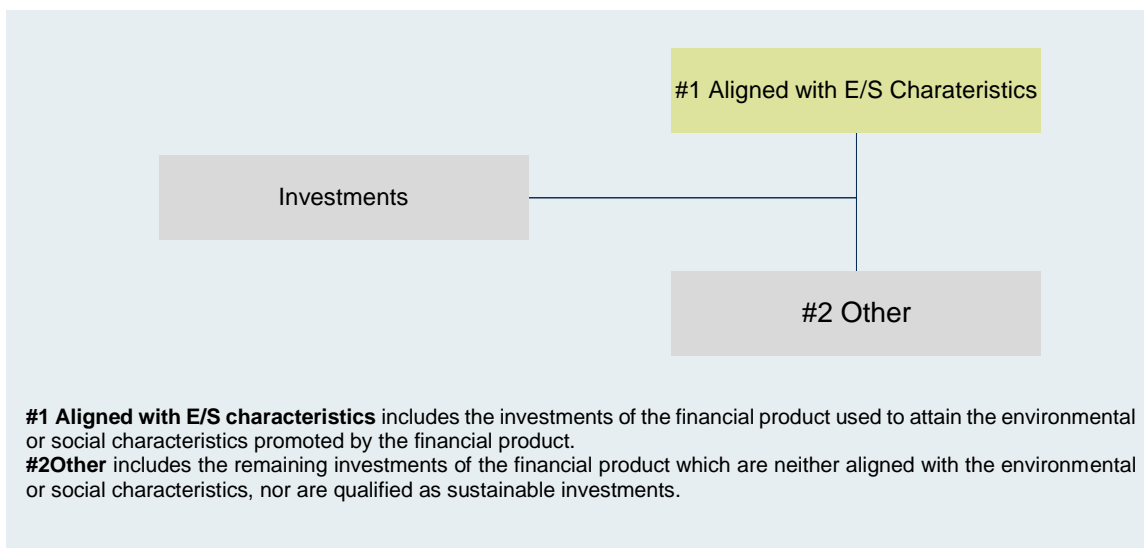 #1 Aligned with E/S Charateristics
Investments
#2 Other
#1 Aligned with E/S characteristics includes the investments of the financial product used to attain the environmental
or social characteristics promoted by the financial product.
#2Other includes the remaining investments of the financial product which are neither aligned with the environmental
or social characteristics, nor are qualified as sustainable investments.